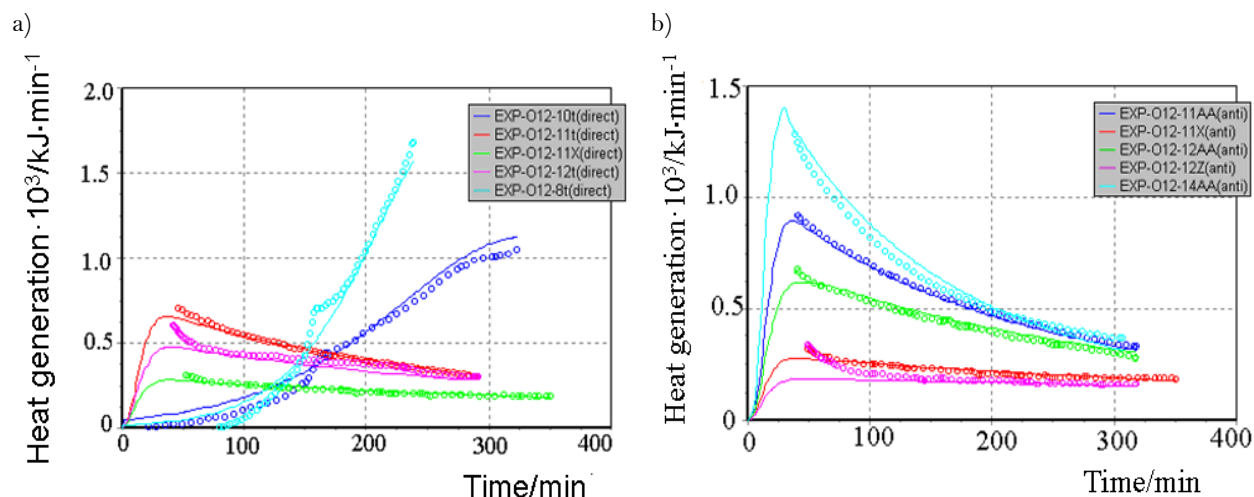 a)
Heat generation·10³/kJ·min⁻¹
2.0
1.5
1.0
0.5
0
0 100 200 300 400
EXP-O12-10t(direct)
EXP-O12-11t(direct)
EXP-O12-11X(direct)
EXP-O12-12t(direct)
EXP-O12-8t(direct)
Time/min
b)
Heat generation·10³/kJ·min⁻¹
1.5
1.0
0.5
0
0 100 200 300 400
EXP-O12-11AA(anti)
EXP-O12-11X(anti)
EXP-O12-12AA(anti)
EXP-O12-12Z(anti)
EXP-O12-14AA(anti)
Time/min